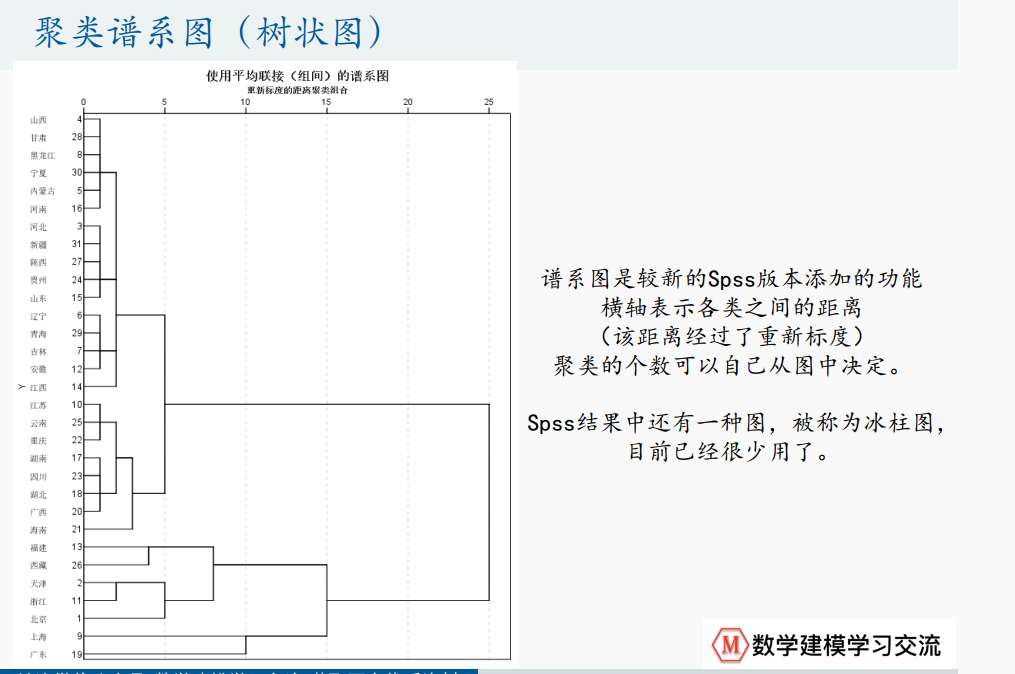 聚类谱系图（树状图）
使用平均联接（组间）的谱系图
重新标度的距离聚类组合
0 5 10 15 20 25
山西 4
甘肃 28
黑龙江 8
宁夏 30
内蒙古 5
河南 16
河北 3
新疆 31
陕西 27
贵州 24
山东 15
辽宁 6
青海 29
吉林 7
安徽 12
Y 江西 14
江苏 10
云南 25
重庆 22
湖南 17
四川 23
湖北 18
广西 20
海南 21
福建 13
西藏 26
天津 2
浙江 11
北京 1
上海 9
广东 19
谱系图是较新的Spss版本添加的功能
横轴表示各类之间的距离
（该距离经过了重新标度）
聚类的个数可以自己从图中决定。
Spss结果中还有一种图，被称为冰柱图，
目前已经很少用了。
M 数学建模学习交流